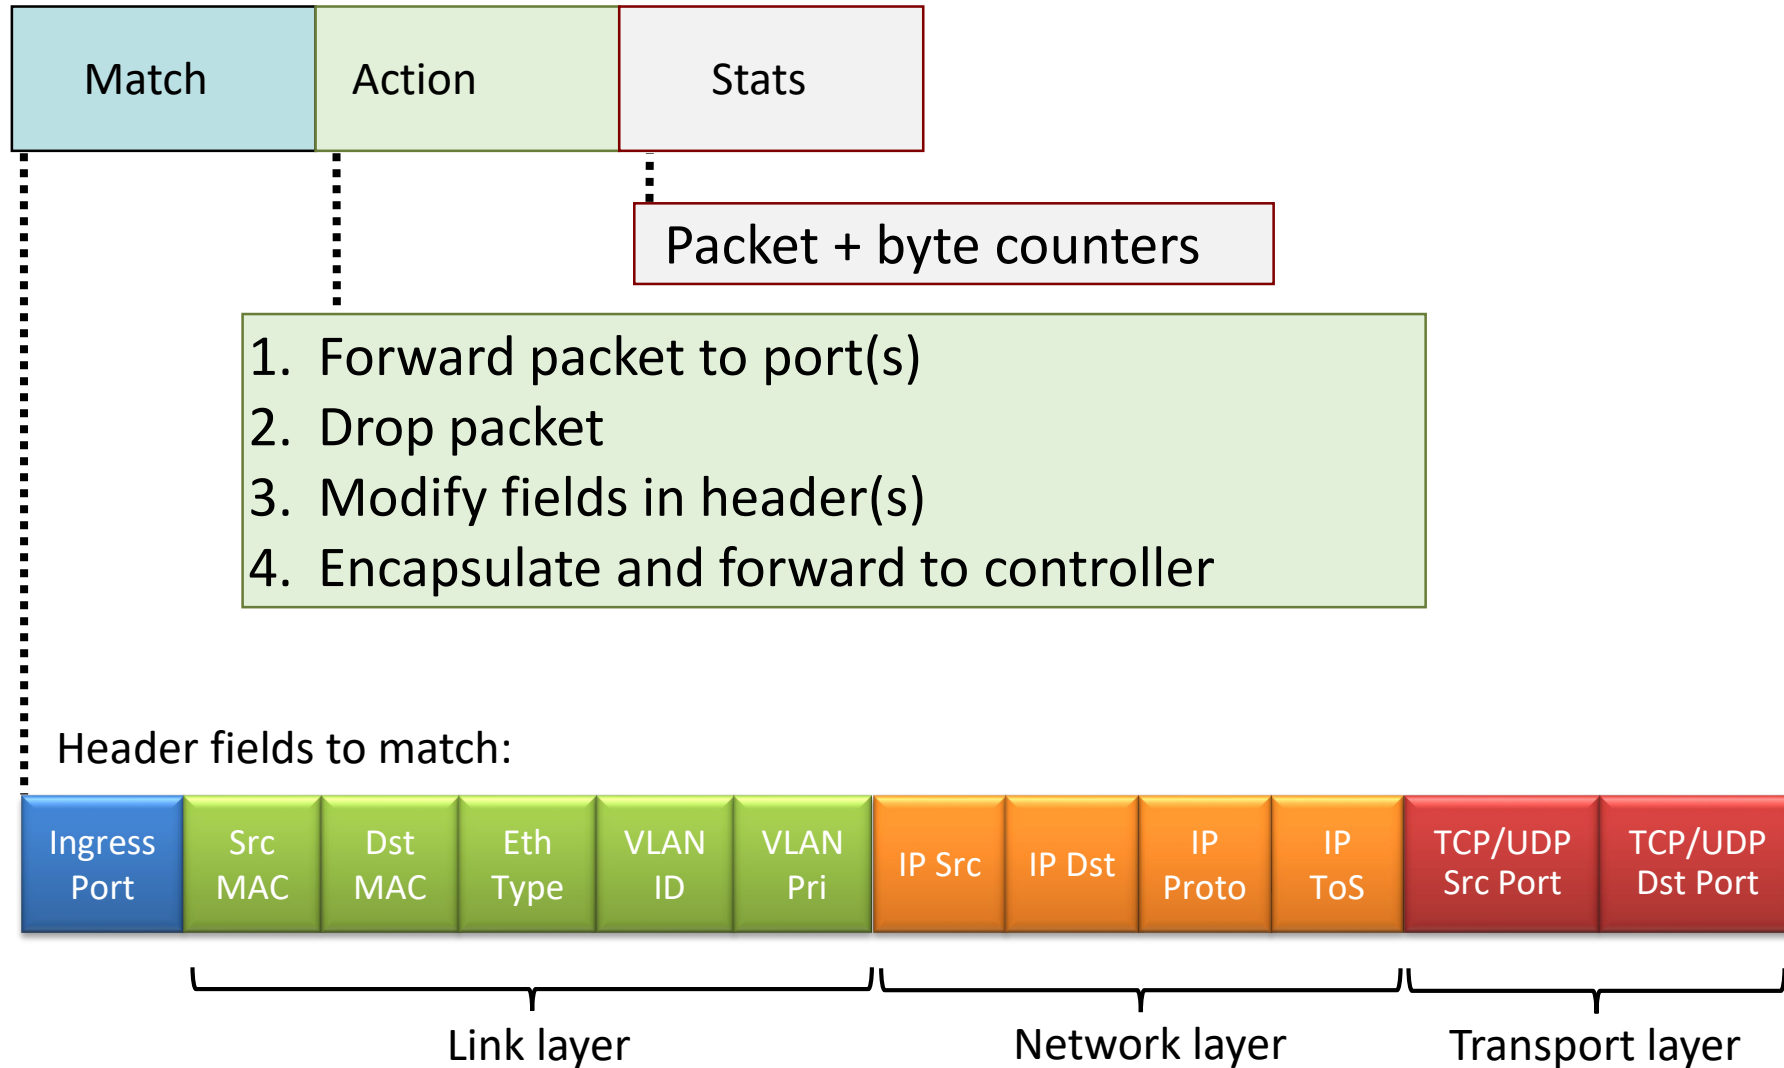 Match
Action
Stats
Packet + byte counters
1. Forward packet to port(s)
2. Drop packet
3. Modify fields in header(s)
4. Encapsulate and forward to controller
Header fields to match:
Ingress
Port
Src
MAC
Dst
MAC
Eth
Type
VLAN
ID
VLAN
Pri
IP Src
IP Dst
IP
Proto
IP
ToS
TCP/UDP
Src Port
TCP/UDP
Dst Port
Link layer
Network layer
Transport layer